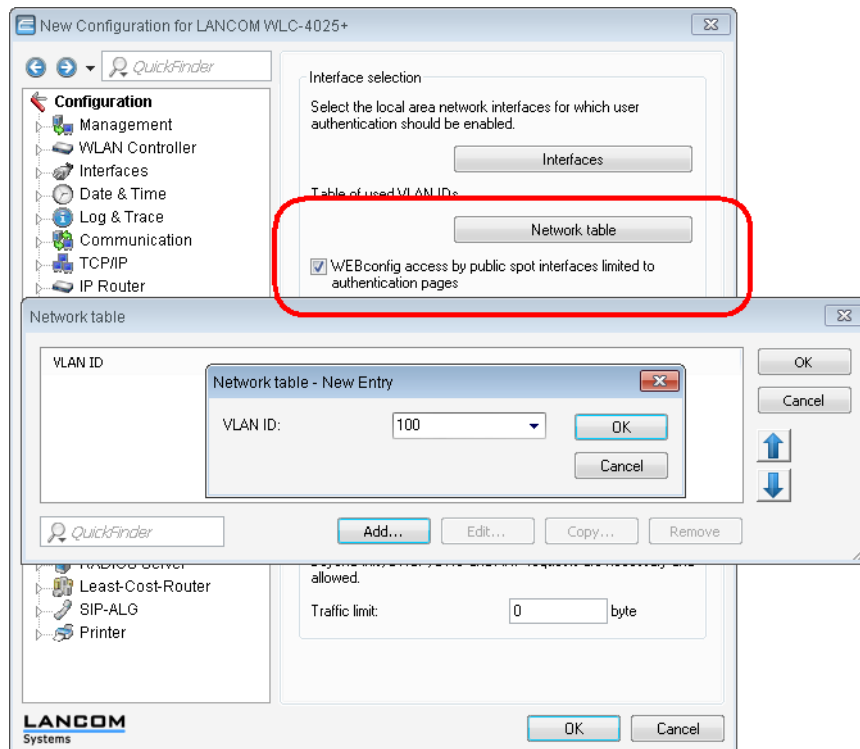 New Configuration for LANCOM WLC-4025+
QuickFinder
Configuration
Management
WLAN Controller
Interfaces
Date & Time
Log & Trace
Communication
TCP/IP
IP Router
Interface selection
Select the local area network interfaces for which user
authentication should be enabled.
Interfaces
Table of used VLAN IDs
Network table
WEBconfig access by public spot interfaces limited to
authentication pages
Network table
VLAN ID
OK
Cancel
Network table - New Entry
VLAN ID:
100
OK
Cancel
QuickFinder
Add...
Edit...
Copy...
Remove
RADIUS Server
Least-Cost-Router
SIP-ALG
Printer
allowed.
Traffic limit:
0
byte
LANCOM
Systems
OK
Cancel